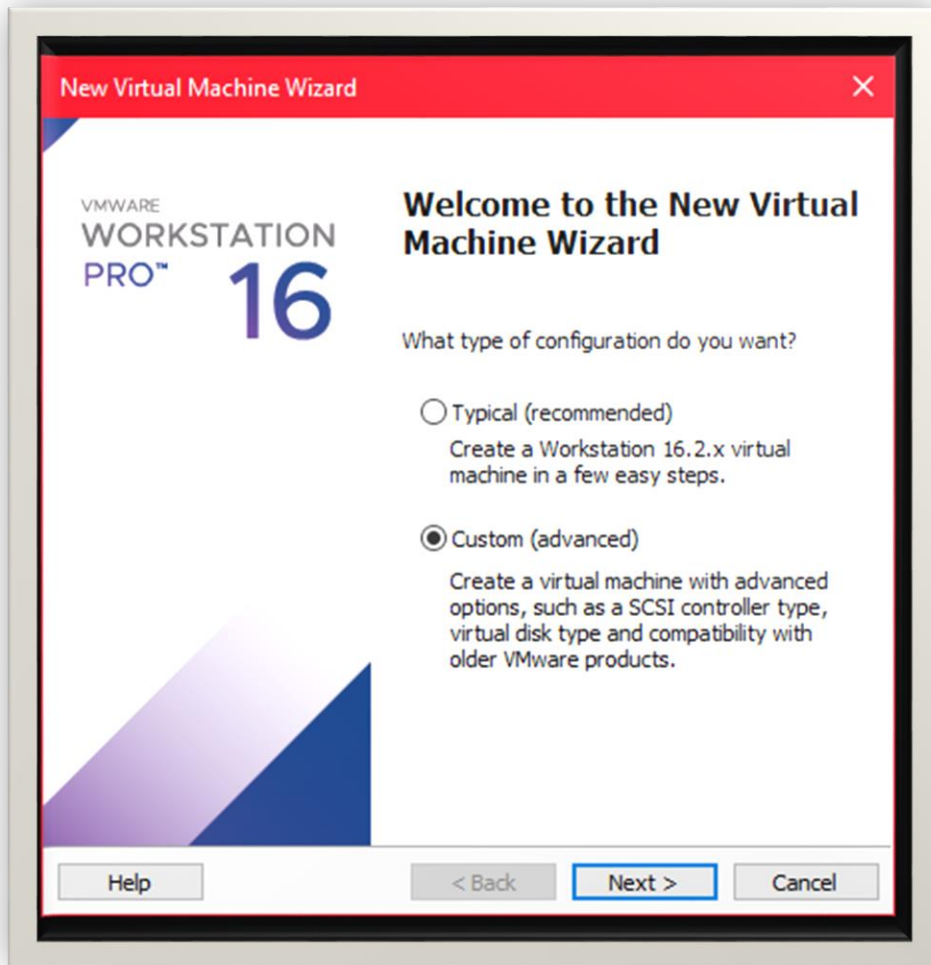 New Virtual Machine Wizard
VMWARE
WORKSTATION
PRO™ 16
Welcome to the New Virtual
Machine Wizard
What type of configuration do you want?
Typical (recommended)
Create a Workstation 16.2.x virtual
machine in a few easy steps.
Custom (advanced)
Create a virtual machine with advanced
options, such as a SCSI controller type,
virtual disk type and compatibility with
older VMware products.
Help < Back Next > Cancel